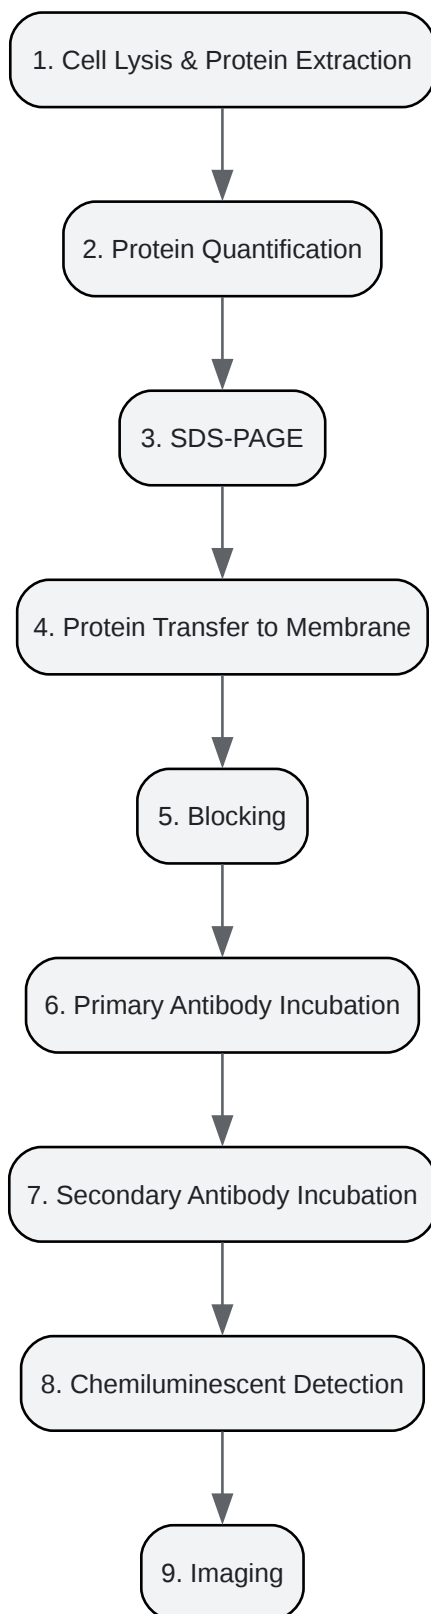 1. Cell Lysis & Protein Extraction
2. Protein Quantification
3. SDS-PAGE
4. Protein Transfer to Membrane
5. Blocking
6. Primary Antibody Incubation
7. Secondary Antibody Incubation
8. Chemiluminescent Detection
9. Imaging